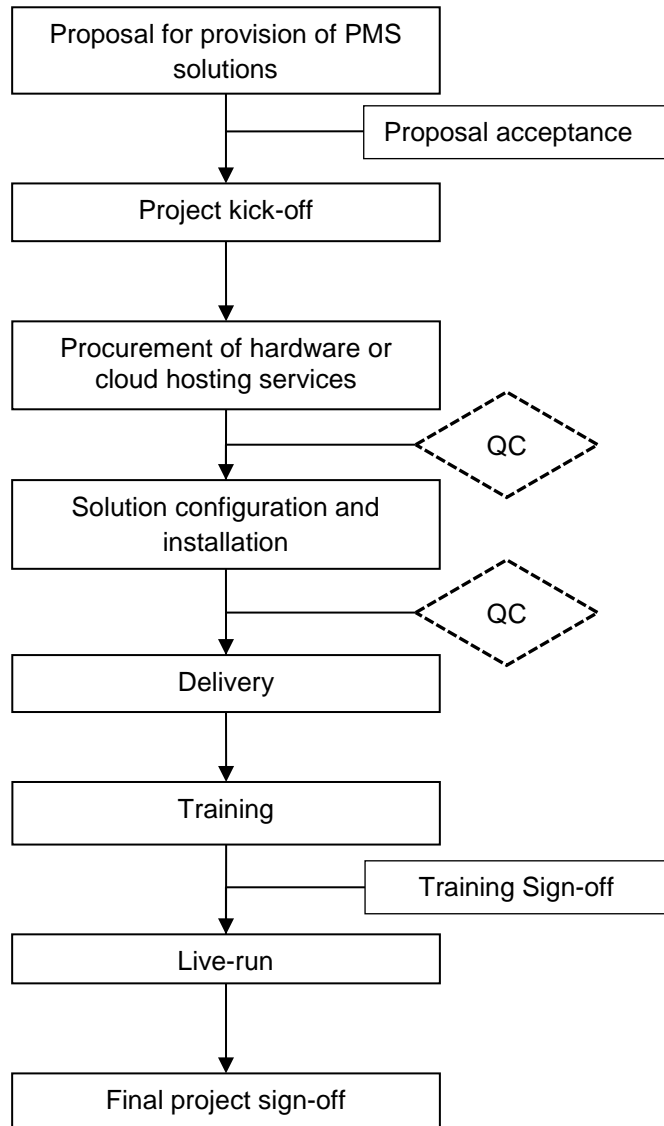 Proposal for provision of PMS
solutions
Proposal acceptance
Project kick-off
Procurement of hardware or
cloud hosting services
QC
Solution configuration and
installation
QC
Delivery
Training
Training Sign-off
Live-run
Final project sign-off